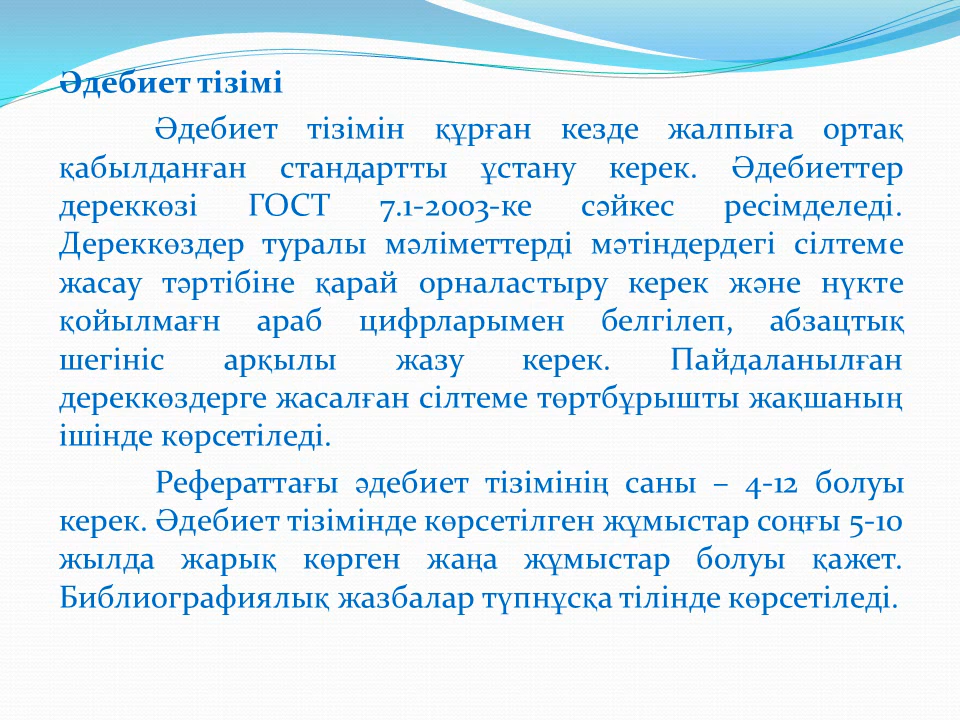 Әдебиет тізімі
Әдебиет тізімін құрған кезде жалпыға ортақ
қабылданған стандартты ұстану керек. Әдебиеттер
дереккөзі ГОСТ 7.1-2003-ке сәйкес ресімделеді.
Дереккөздер туралы мәліметтерді мәтіндердегі сілтеме
жасау тәртібіне қарай орналастыру керек және нүкте
қойылмағн араб цифрларымен белгілеп, абзацтық
шегініс арқылы жазу керек. Пайдаланылған
дереккөздерге жасалған сілтеме төртбұрышты жақшаның
ішінде көрсетіледі.
Рефераттағы әдебиет тізімінің саны – 4-12 болуы
керек. Әдебиет тізімінде көрсетілген жұмыстар соңғы 5-10
жылда жарық көрген жаңа жұмыстар болуы қажет.
Библиографиялық жазбалар түпнұсқа тілінде көрсетіледі.